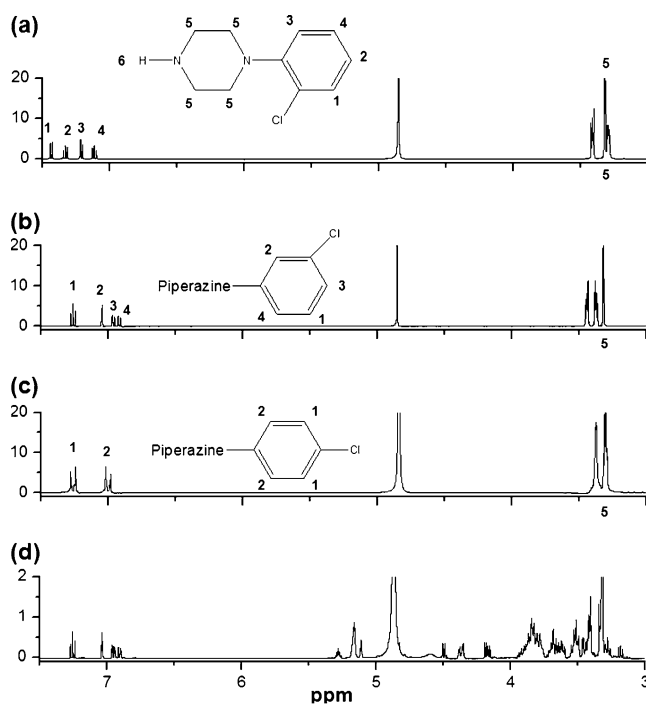 (a)
5 5 3 4
6 H N N 2
5 5
Cl 1
5
20
10
0
1 2 3 4
5
(b)
Cl
2
Piperazine 3
4 1
20
10
0
1 2 3 4
5
(c)
2 1
Piperazine Cl
2 1
20
10
0
1 2
5
(d)
2
1
0
7 6 5 4 3
ppm